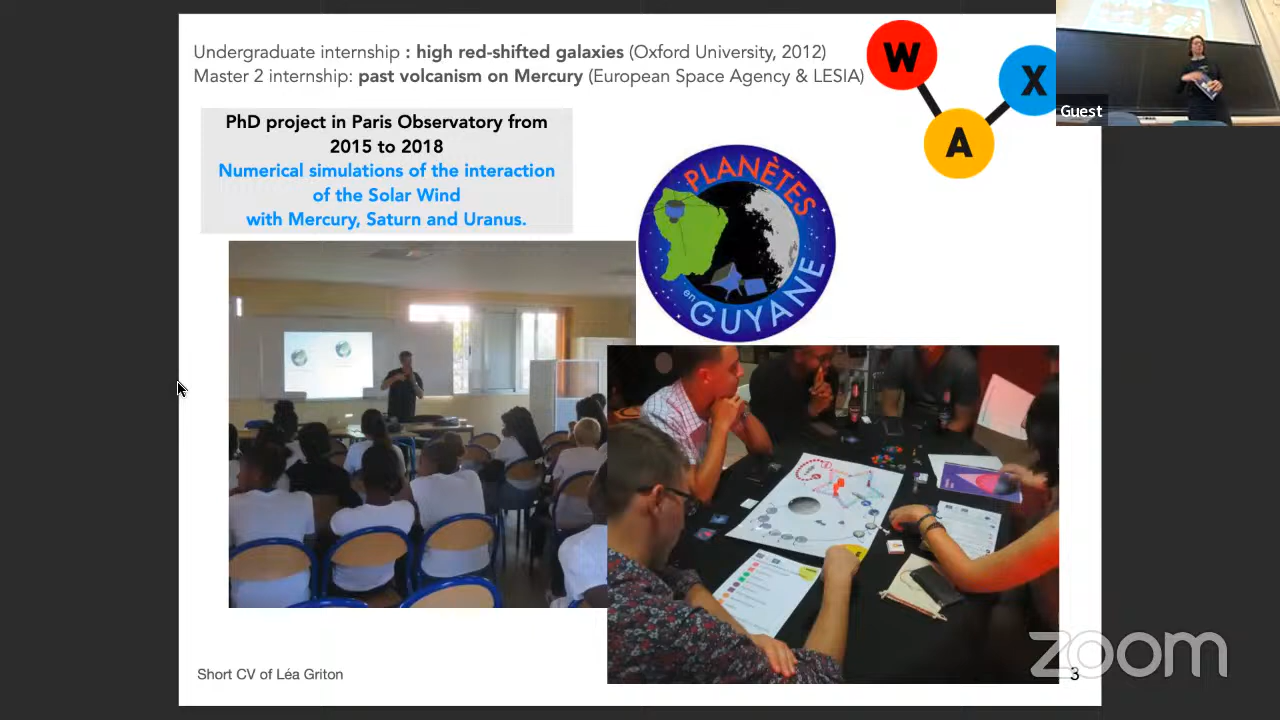 Undergraduate internship : high red-shifted galaxies (Oxford University, 2012)
Master 2 internship: past volcanism on Mercury (European Space Agency & LESIA)
W
X
A
Guest
PhD project in Paris Observatory from
2015 to 2018
Numerical simulations of the interaction
of the Solar Wind
with Mercury, Saturn and Uranus.
PLANÈTES
en
GUYANE
zoom
Short CV of Léa Griton
3